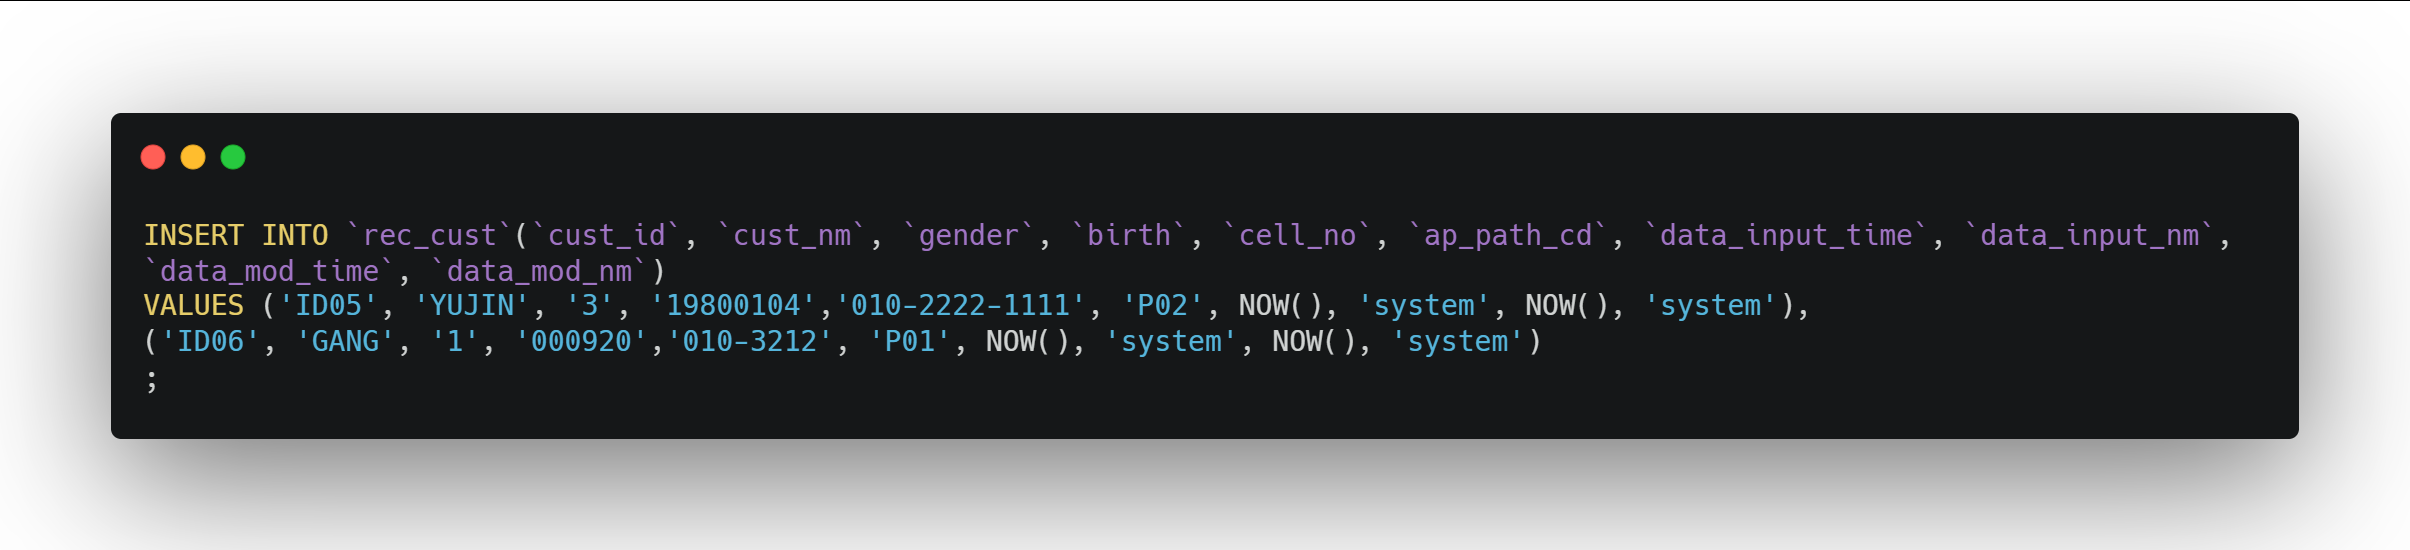 INSERT INTO `rec_cust`(`cust_id`, `cust_nm`, `gender`, `birth`, `cell_no`, `ap_path_cd`, `data_input_time`, `data_input_nm`,
`data_mod_time`, `data_mod_nm`)
VALUES ('ID05', 'YUJIN', '3', '19800104','010-2222-1111', 'P02', NOW(), 'system', NOW(), 'system'),
('ID06', 'GANG', '1', '000920','010-3212', 'P01', NOW(), 'system', NOW(), 'system')
;